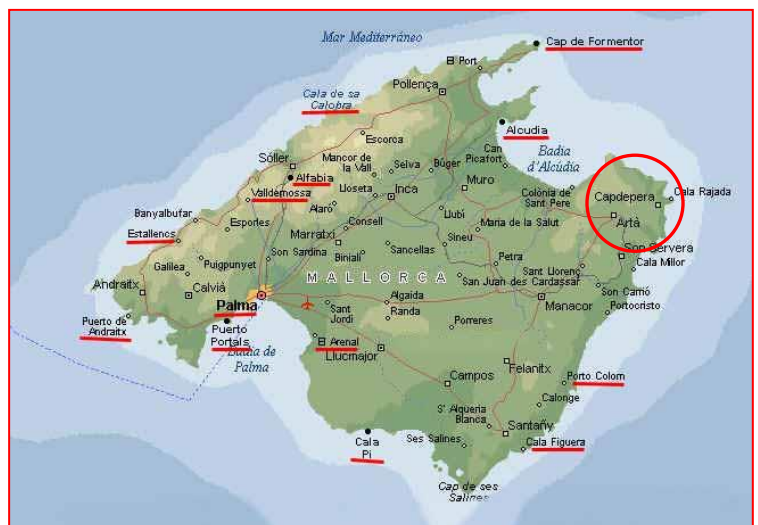 Mar Mediterráneo
Cap de Formentor
El Port
Pollença
Cala de sa
Calobra
Alcudia
Escorca
Badia
d'Alcúdia
Can
Picafort
Sóller
Mancor de
la Vall
Selva
Búger
Alfabia
Muro
Colònia de
Sant Pere
Capdepera
Cala Rajada
Valldemossa
Lloseta
Inca
Alaró
Llubí
Artà
Banyalbufar
Esporles
Consell
Maria de la Salut
Estallencs
Marratxi
Sineu
Son Sardina
Biniali
Sancellas
Petra
Son Servera
Cala Millor
Galilea
Puigpunyet
Sant Llorenç
MALLORCA
San Juan des Cardassar
Son Carrió
Andraitx
Calvià
Palma
Algaida
Manacor
Portocristo
Sant
Jordi
Randa
Puerto de
Andraitx
Puerto
Portals
Porreres
Badia de
Palma
Arenal
Llucmajor
Felanitx
Campos
Porto Colom
Calonge
S' Alqueria
Blanca
Santañy
Cala
Pi
Ses Salines
Cala Figuera
Cap de ses
Salines